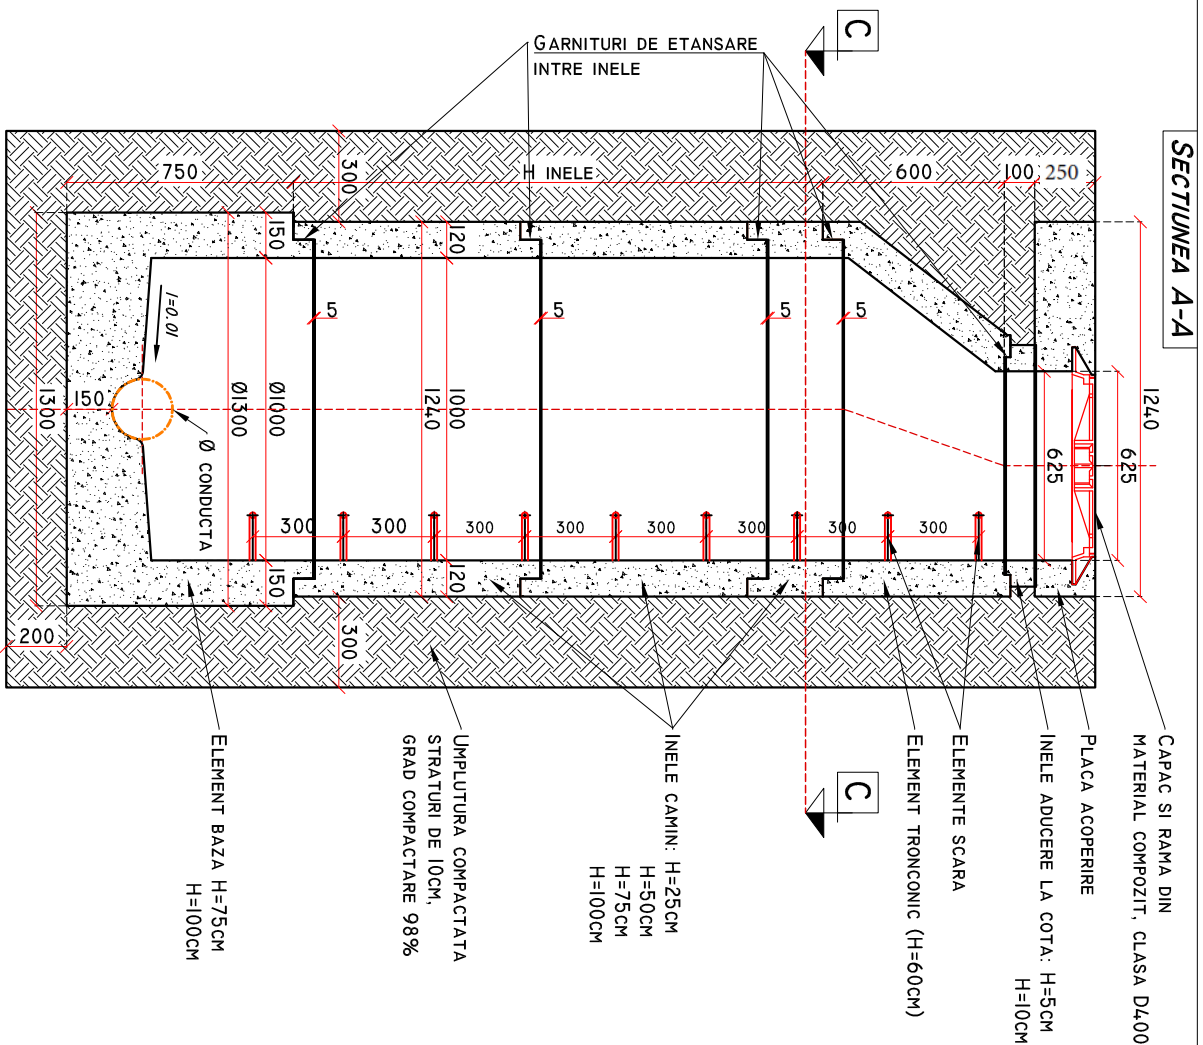 SECTIUNEA A-A
C
C
GARNITURI DE ETANSARE
INTRE INELE
750
300
H INELE
600
100
250
150
120
5
5
5
5
I=0.01
1300
150
Ø1300
Ø1000
1240
1000
625
625
1240
Ø CONDUCTA
300
300
300
300
300
300
300
300
150
120
200
300
CAPAC SI RAMA DIN
MATERIAL COMPOZIT, CLASA D400
PLACA ACOPERIRE
INELE ADUCERE LA COTA: H=5CM
H=10CM
ELEMENTE SCARA
ELEMENT TRONCONIC (H=60CM)
INELE CAMIN: H=25CM
H=50CM
H=75CM
H=100CM
UMPLUTURA COMPACTATA
STRATURI DE 10CM,
GRAD COMPACTARE 98%
ELEMENT BAZA H=75CM
H=100CM